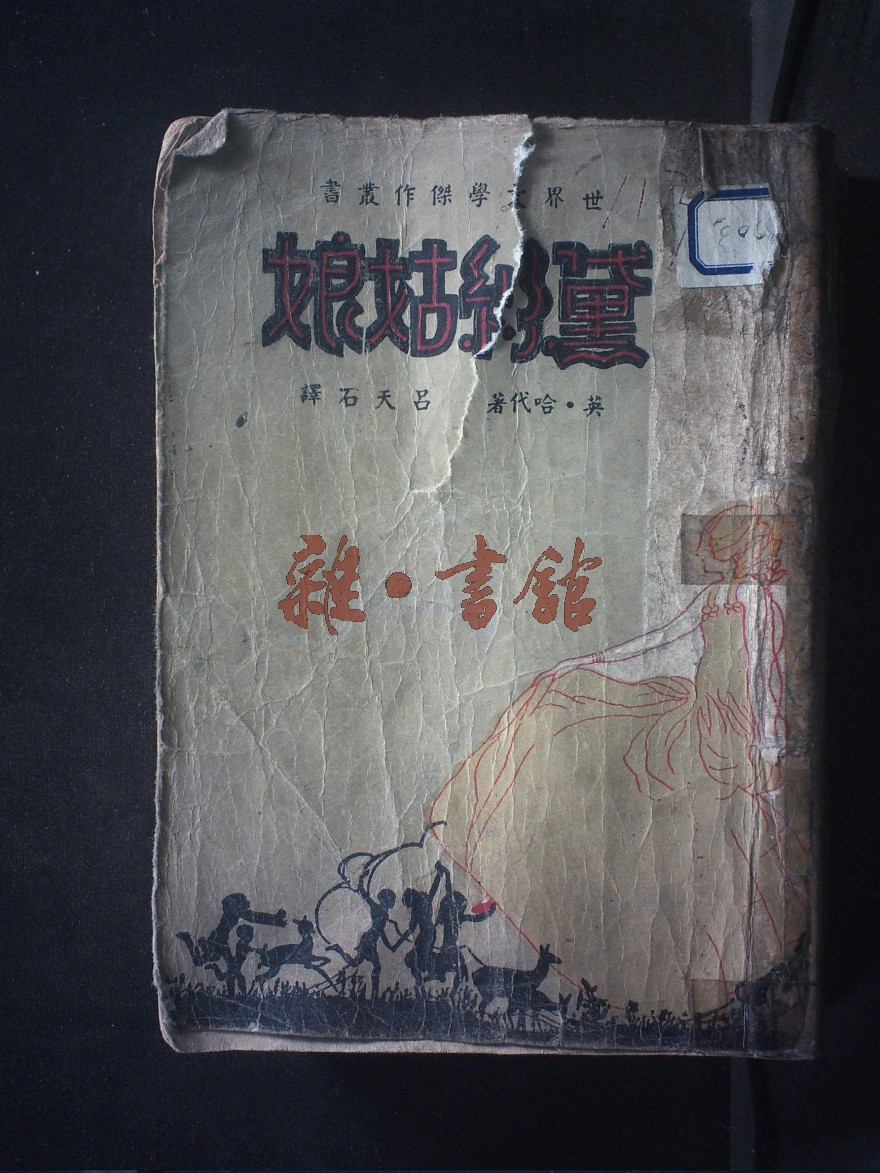 世界文學傑作叢書
黛絲姑娘
英・哈代著 呂天石譯
雜・書館